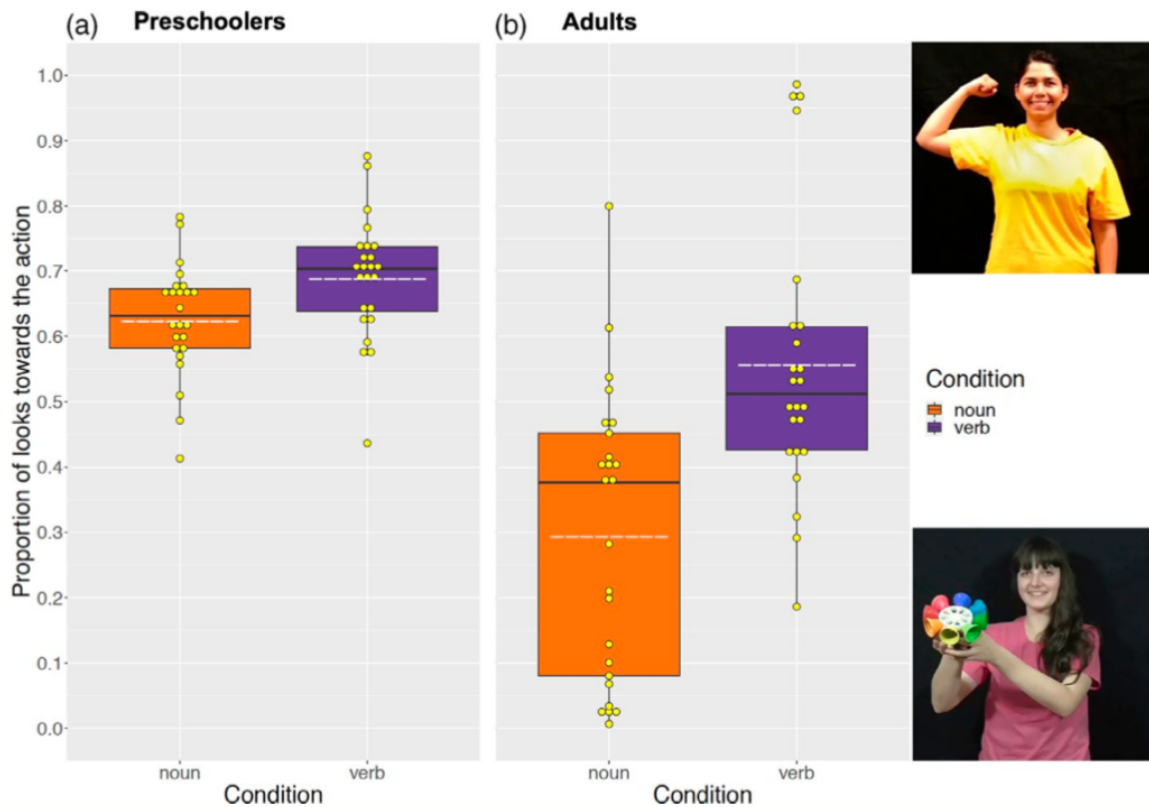 (a) Preschoolers
(b) Adults
Proportion of looks towards the action
1.0
0.9
0.8
0.7
0.6
0.5
0.4
0.3
0.2
0.1
0.0
noun
verb
Condition
noun
verb
Condition
Condition
noun
verb